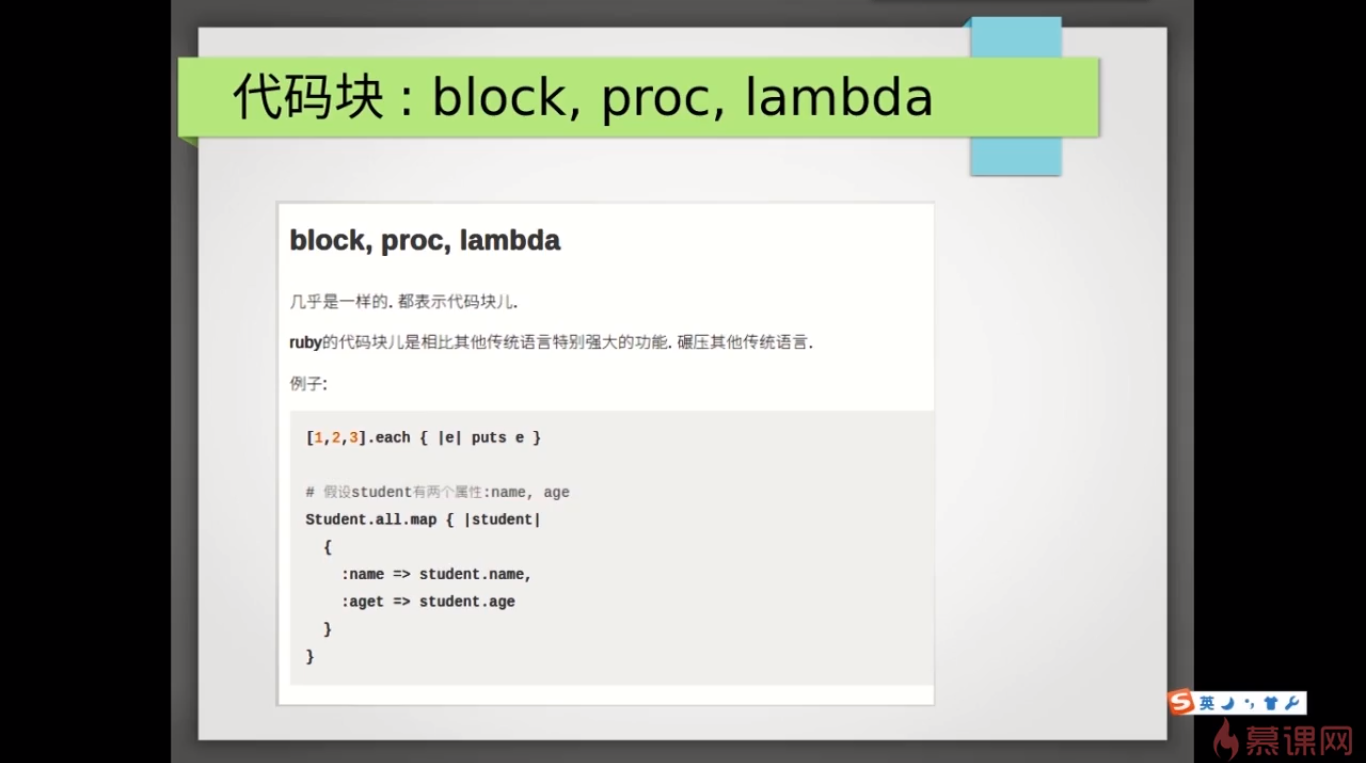 代码块 : block, proc, lambda
block, proc, lambda
几乎是一样的. 都表示代码块儿.
ruby的代码块儿是相比其他传统语言特别强大的功能. 碾压其他传统语言.
例子:
[1,2,3].each { |e| puts e }
# 假设student有两个属性:name, age
Student.all.map { |student|
{
:name => student.name,
:aget => student.age
}
}
英
慕课网